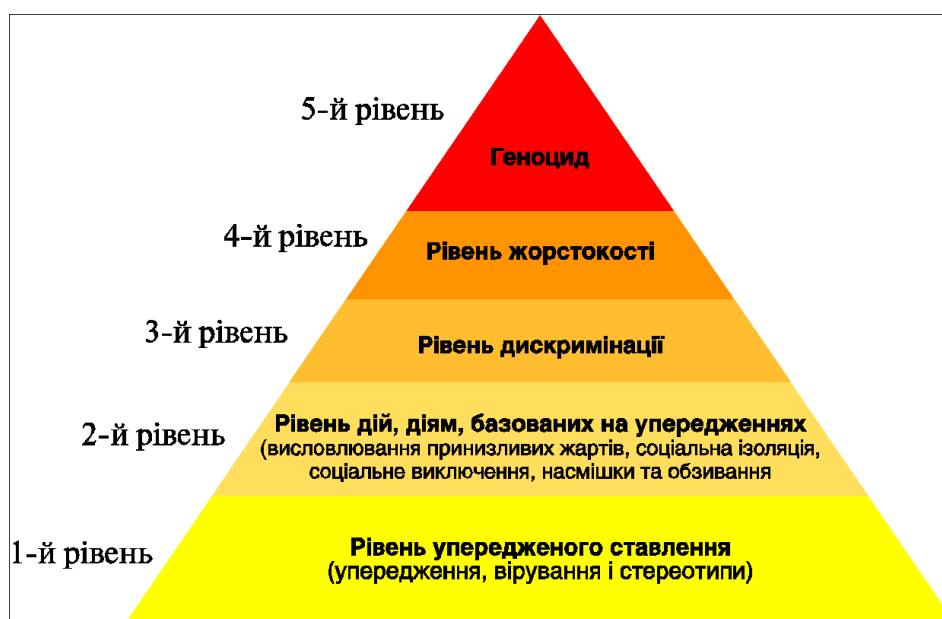 5-й рівень
Геноцид
4-й рівень
Рівень жорстокості
3-й рівень
Рівень дискримінації
2-й рівень
Рівень дій, діям, базованих на упередженнях
(висловлювання принизливих жартів, соціальна ізоляція,
соціальне виключення, насмішки та обзивання
1-й рівень
Рівень упередженого ставлення
(упередження, вірування і стереотипи)